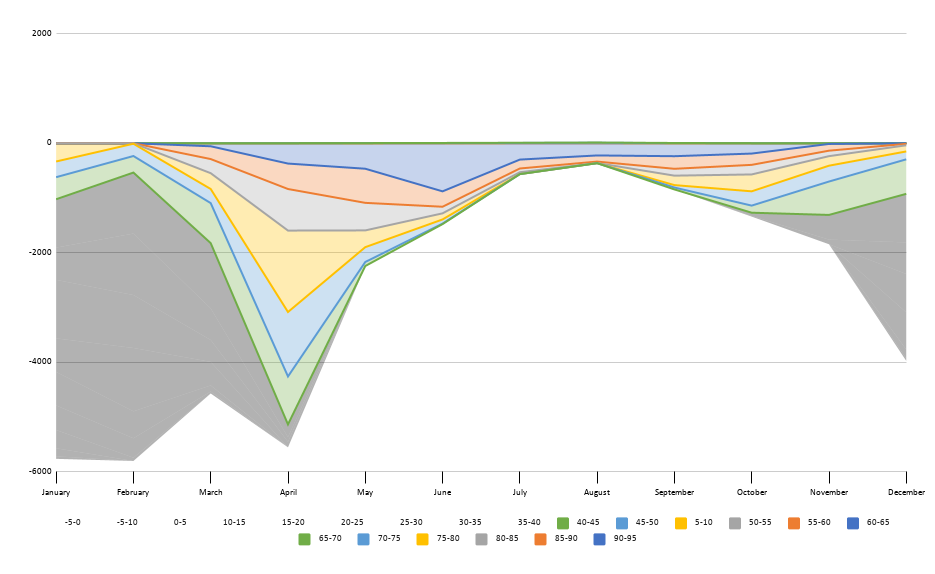 2000
0
-2000
-4000
-6000
January February March April May June July August September October November December
-5-0 -5-10 0-5 10-15 15-20 20-25 25-30 30-35 35-40 40-45 45-50 5-10 50-55 55-60 60-65
65-70 70-75 75-80 80-85 85-90 90-95